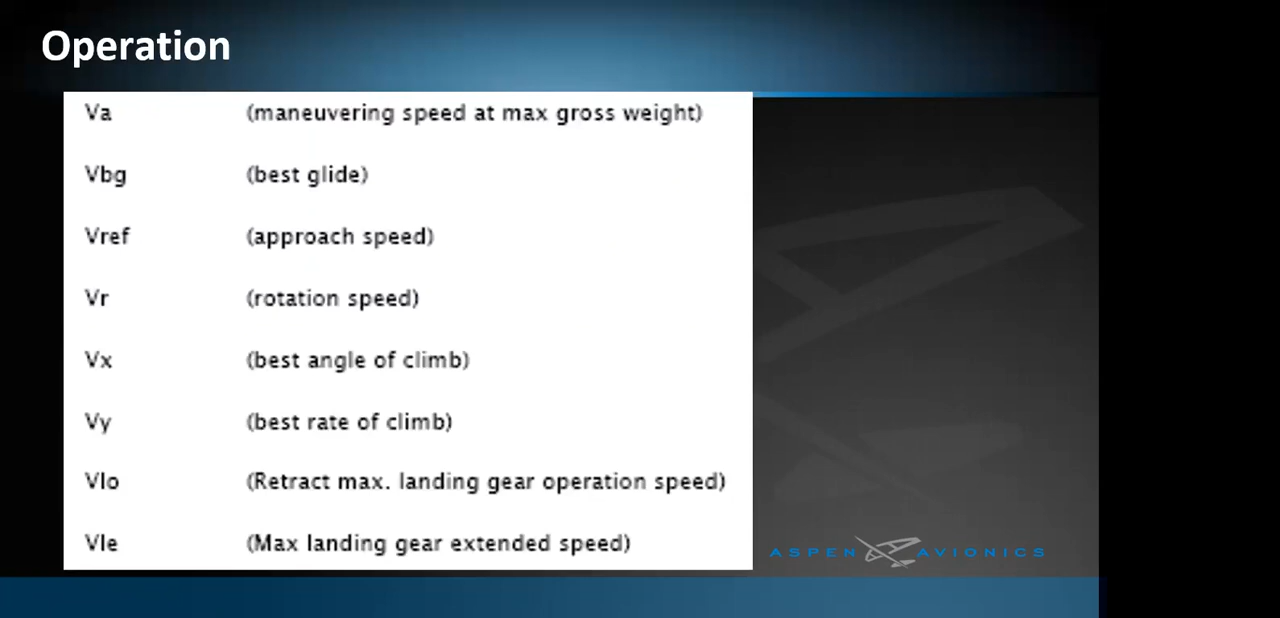 Operation
Va (maneuvering speed at max gross weight)
Vbg (best glide)
Vref (approach speed)
Vr (rotation speed)
Vx (best angle of climb)
Vy (best rate of climb)
Vlo (Retract max. landing gear operation speed)
Vle (Max landing gear extended speed)
ASPEN AVIONICS